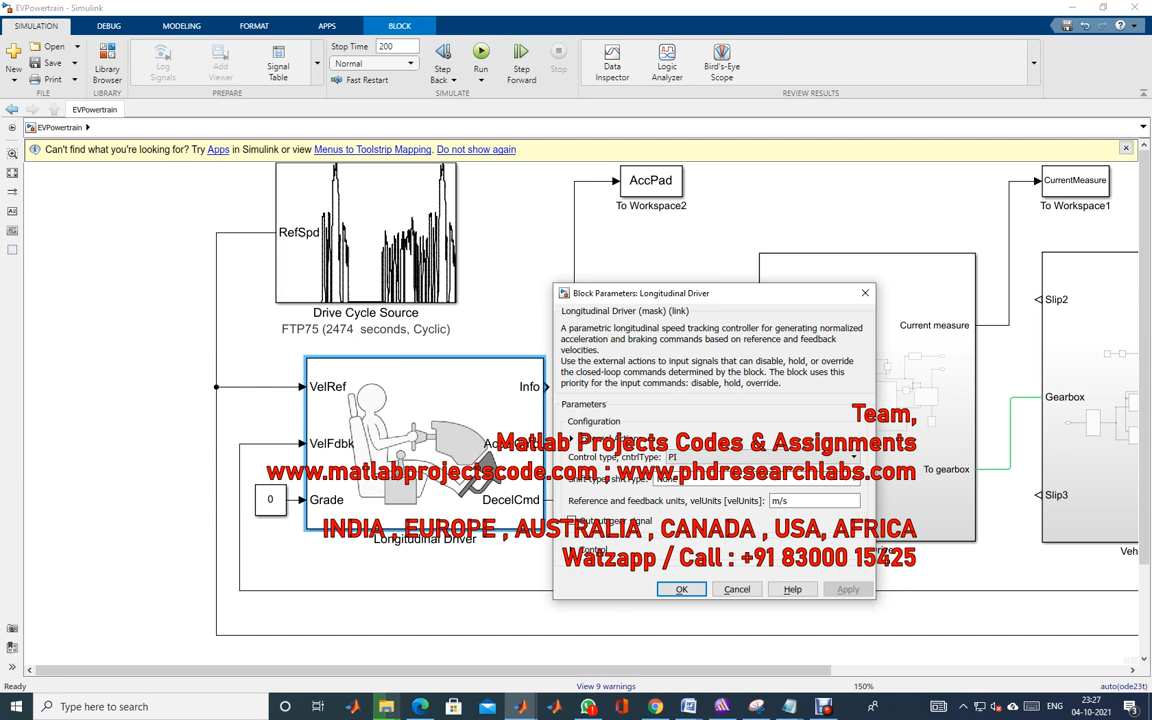 EVPowertrain - Simulink
SIMULATION
DEBUG
MODELING
FORMAT
APPS
BLOCK
New
Open
Save
Print
FILE
Library Browser
LIBRARY
Log Signals
Add Viewer
Signal Table
PREPARE
Stop Time 200
Normal
Fast Restart
Step Back
Run
Step Forward
Stop
SIMULATE
Data Inspector
Logic Analyzer
Bird's-Eye Scope
REVIEW RESULTS
EVPowertrain
EVPowertrain
Can't find what you're looking for? Try Apps in Simulink or view Menus to Toolstrip Mapping. Do not show again
RefSpd
Drive Cycle Source
FTP75 (2474 seconds, Cyclic)
AccPad
To Workspace2
CurrentMeasure
To Workspace1
Slip2
Current measure
Gearbox
To gearbox
Slip3
Veh
VelRef
Info
VelFdbk
0
Grade
DecelCmd
Longitudinal Driver
Block Parameters: Longitudinal Driver
Longitudinal Driver (mask) (link)
A parametric longitudinal speed tracking controller for generating normalized
acceleration and braking commands based on reference and feedback
velocities.
Use the external actions to input signals that can disable, hold, or override
the closed-loop commands determined by the block. The block uses this
priority for the input commands: disable, hold, override.
Parameters
Configuration
Control type, cntrlType: PI
Shift type, shftType: None
Reference and feedback units, velUnits [velUnits]: m/s
Output gear signal
Control
OK
Cancel
Help
Apply
Team,
Matlab Projects Codes & Assignments
www.matlabprojectscode.com ; www.phdresearchlabs.com
INDIA , EUROPE , AUSTRALIA , CANADA , USA, AFRICA
Watzapp / Call : +91 83000 15425
Ready
View 9 warnings
150%
auto(ode23t)
Type here to search
23:27
04-10-2021
3